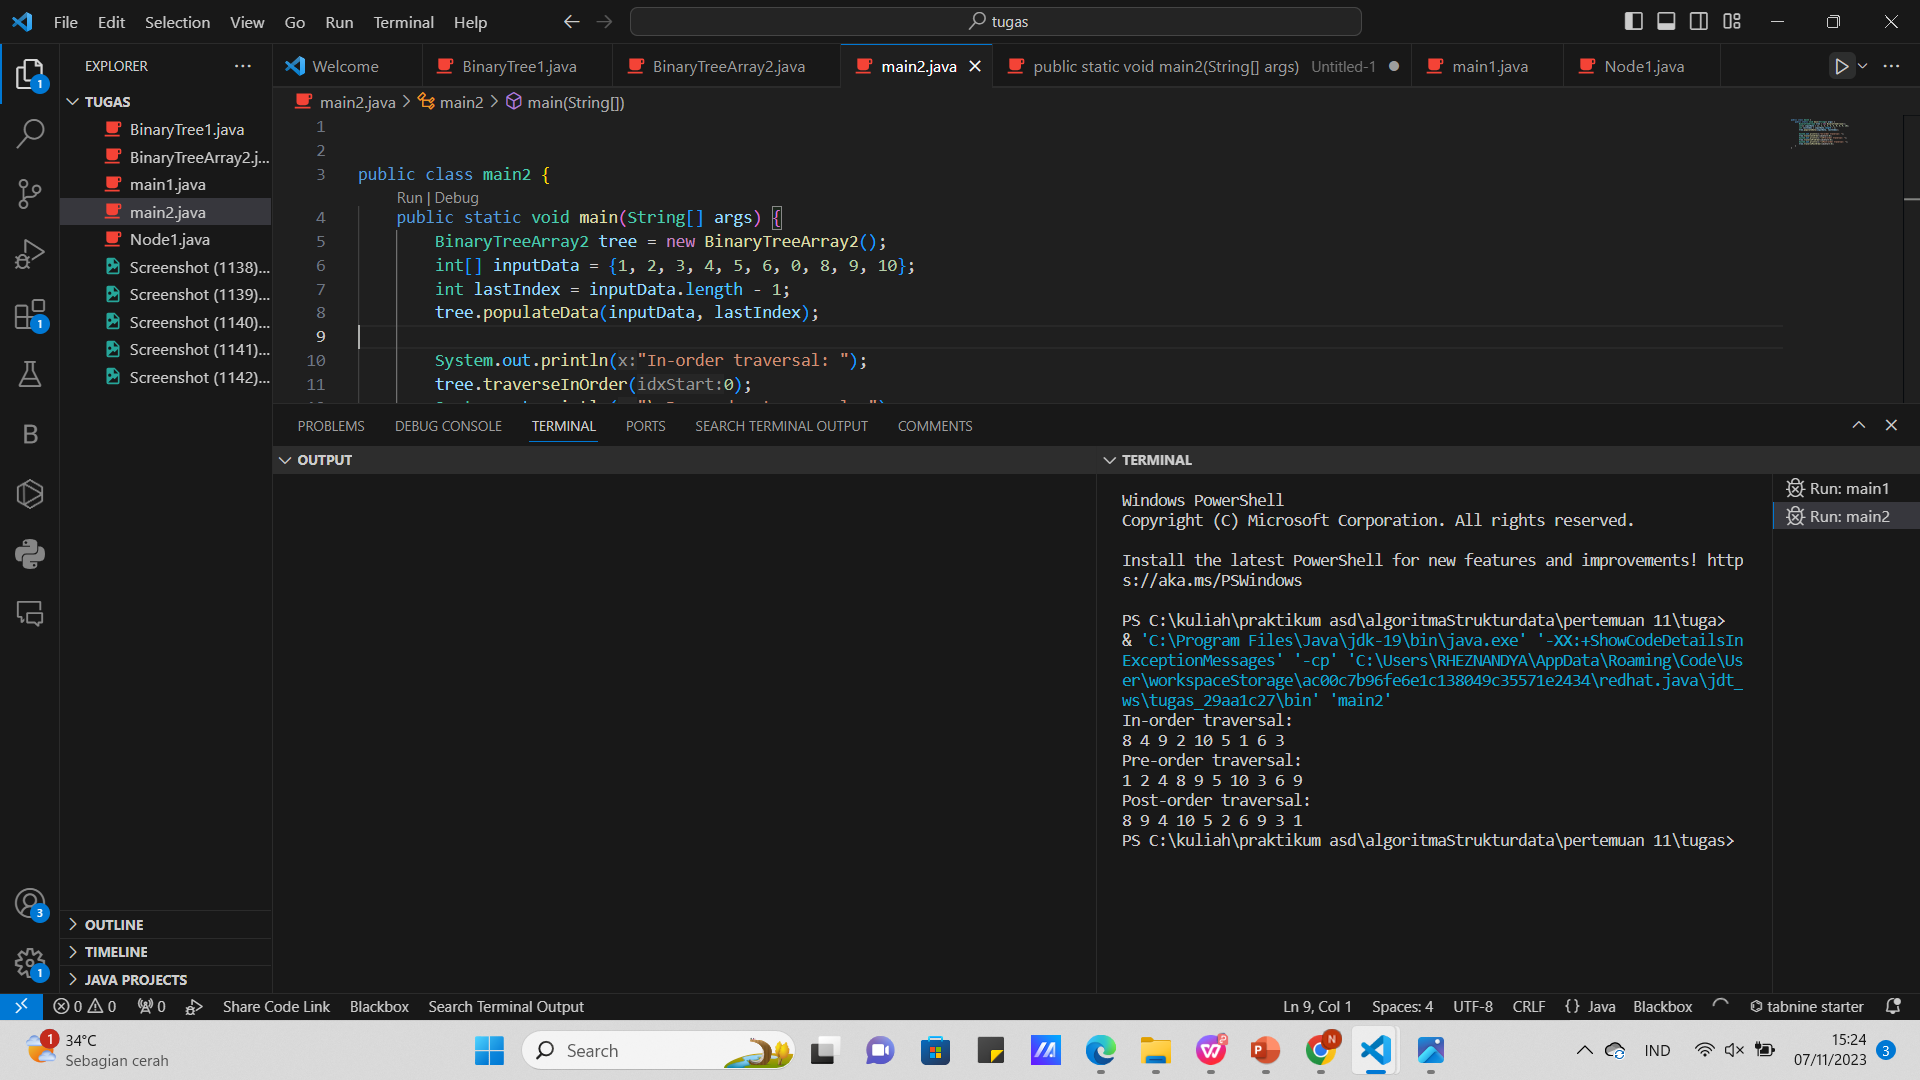 File Edit Selection View Go Run Terminal Help
tugas
EXPLORER
Welcome
BinaryTree1.java
BinaryTreeArray2.java
main2.java
public static void main2(String[] args) Untitled-1
main1.java
Node1.java
TUGAS
BinaryTree1.java
BinaryTreeArray2.j...
main1.java
main2.java
Node1.java
Screenshot (1138)...
Screenshot (1139)...
Screenshot (1140)...
Screenshot (1141)...
Screenshot (1142)...
OUTLINE
TIMELINE
JAVA PROJECTS
main2.java > main2 > main(String[])
1
2
3 public class main2 {
Run | Debug
4 public static void main(String[] args) {
5 BinaryTreeArray2 tree = new BinaryTreeArray2();
6 int[] inputData = {1, 2, 3, 4, 5, 6, 0, 8, 9, 10};
7 int lastIndex = inputData.length - 1;
8 tree.populateData(inputData, lastIndex);
9
10 System.out.println(x:"In-order traversal: ");
11 tree.traverseInOrder(idxStart:0);
PROBLEMS DEBUG CONSOLE TERMINAL PORTS SEARCH TERMINAL OUTPUT COMMENTS
OUTPUT
TERMINAL
Windows PowerShell
Copyright (C) Microsoft Corporation. All rights reserved.
Install the latest PowerShell for new features and improvements! http
s://aka.ms/PSWindows
PS C:\kuliah\praktikum asd\algoritmaStrukturdata\pertemuan 11\tuga>
& 'C:\Program Files\Java\jdk-19\bin\java.exe' '-XX:+ShowCodeDetailsIn
ExceptionMessages' '-cp' 'C:\Users\RHEZNANDYA\AppData\Roaming\Code\Us
er\workspaceStorage\ac00c7b96fe6e1c138049c35571e2434\redhat.java\jdt_
ws\tugas_29aa1c27\bin' 'main2'
In-order traversal:
8 4 9 2 10 5 1 6 3
Pre-order traversal:
1 2 4 8 9 5 10 3 6 9
Post-order traversal:
8 9 4 10 5 2 6 9 3 1
PS C:\kuliah\praktikum asd\algoritmaStrukturdata\pertemuan 11\tugas>
Run: main1
Run: main2
0 0 0 Share Code Link Blackbox Search Terminal Output
Ln 9, Col 1 Spaces: 4 UTF-8 CRLF {} Java Blackbox tabnine starter
1 34°C
Sebagian cerah
Search
IND
15:24
07/11/2023
3